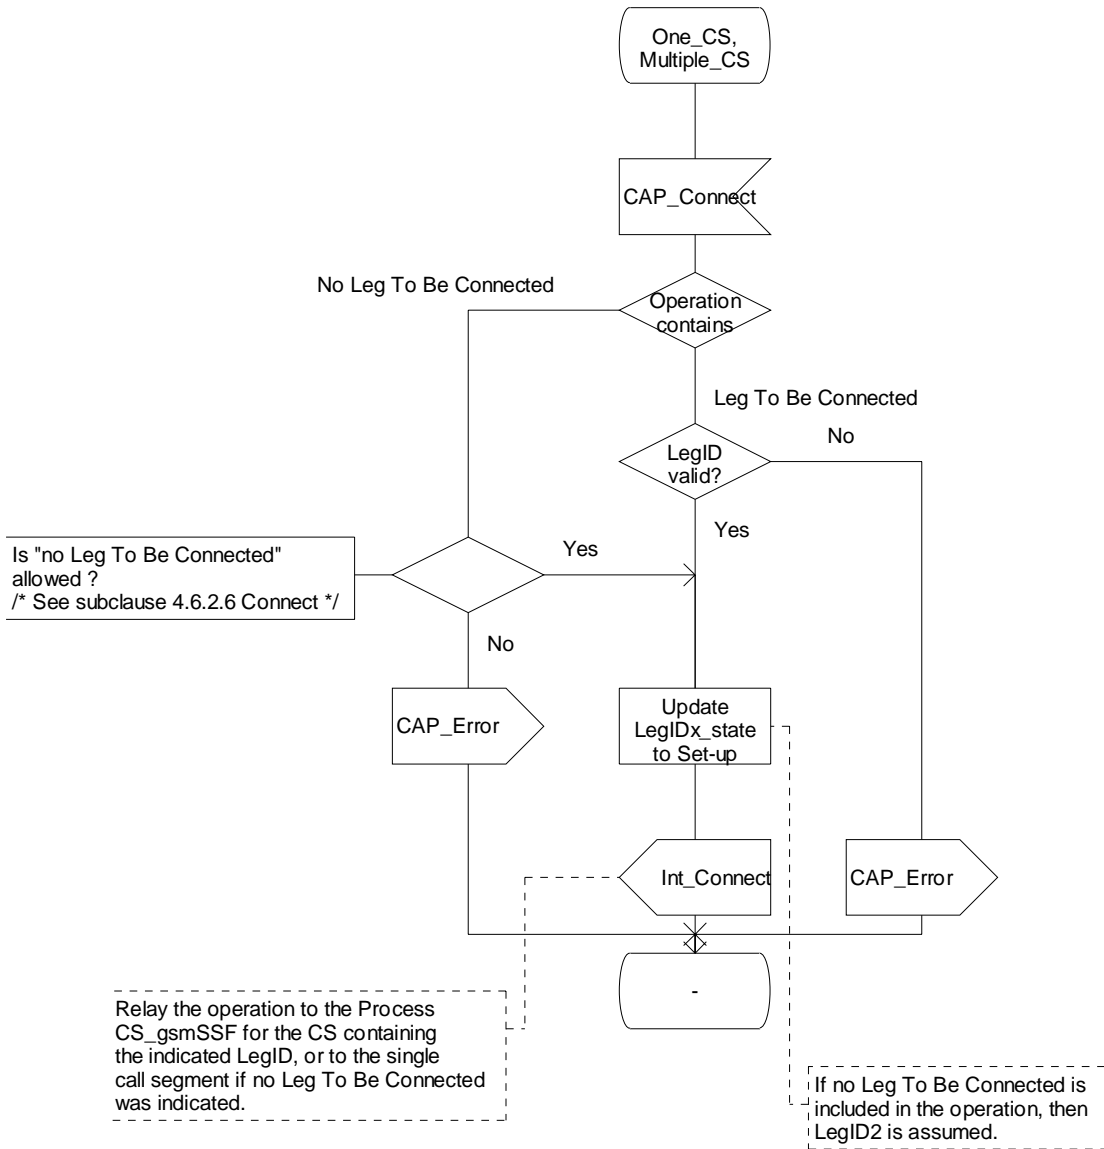 One_CS,
Multiple_CS
CAP_Connect
No Leg To Be Connected
Operation
contains
Leg To Be Connected
No
LegID
valid?
Yes
Is "no Leg To Be Connected"
allowed ?
/* See subclause 4.6.2.6 Connect */
Yes
No
CAP_Error
Update
LegIDx_state
to Set-up
Int_Connect
CAP_Error
-
Relay the operation to the Process
CS_gsmSSF for the CS containing
the indicated LegID, or to the single
call segment if no Leg To Be Connected
was indicated.
If no Leg To Be Connected is
included in the operation, then
LegID2 is assumed.